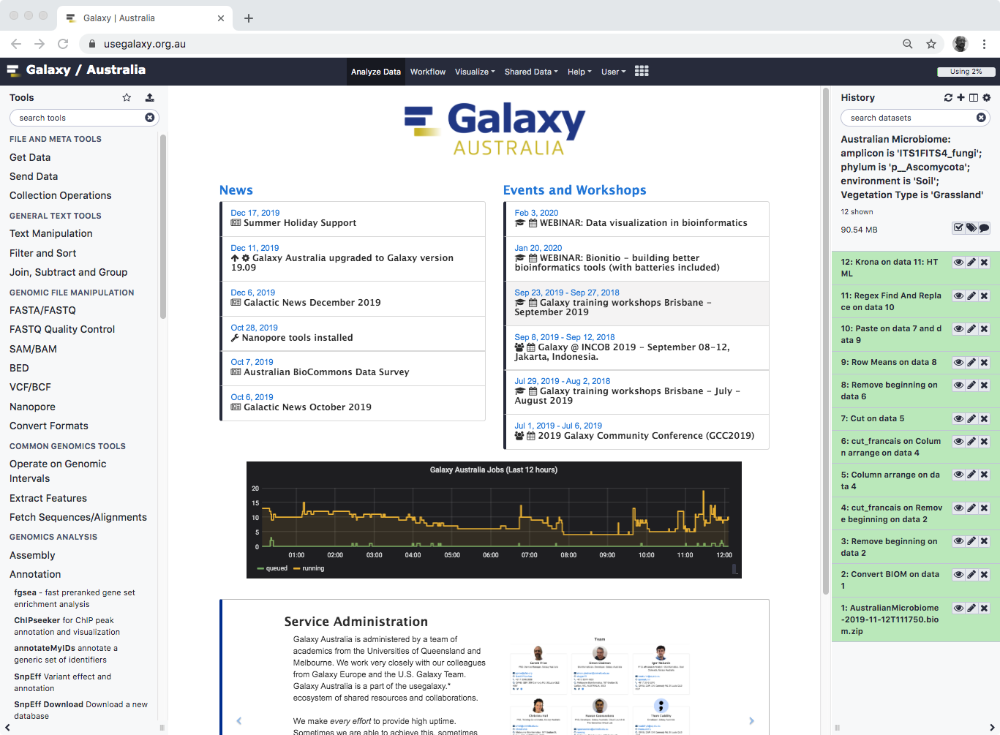 Galaxy | Australia
usegalaxy.org.au
Galaxy / Australia
Analyze Data
Workflow
Visualize
Shared Data
Help
User
Using 2%
Tools
search tools
FILE AND META TOOLS
Get Data
Send Data
Collection Operations
GENERAL TEXT TOOLS
Text Manipulation
Filter and Sort
Join, Subtract and Group
GENOMIC FILE MANIPULATION
FASTA/FASTQ
FASTQ Quality Control
SAM/BAM
BED
VCF/BCF
Nanopore
Convert Formats
COMMON GENOMICS TOOLS
Operate on Genomic
Intervals
Extract Features
Fetch Sequences/Alignments
GENOMICS ANALYSIS
Assembly
Annotation
fgsea - fast preranked gene set
enrichment analysis
ChIPseeker for ChIP peak
annotation and visualization
annotateMyIDs annotate a
generic set of identifiers
SnpEff Variant effect and
annotation
SnpEff Download Download a new
database
Galaxy
AUSTRALIA
News
Dec 17, 2019
Summer Holiday Support
Dec 11, 2019
Galaxy Australia upgraded to Galaxy version
19.09
Dec 6, 2019
Galactic News December 2019
Oct 28, 2019
Nanopore tools installed
Oct 7, 2019
Australian BioCommons Data Survey
Oct 6, 2019
Galactic News October 2019
Events and Workshops
Feb 3, 2020
WEBINAR: Data visualization in bioinformatics
Jan 20, 2020
WEBINAR: Bionitio - building better
bioinformatics tools (with batteries included)
Sep 23, 2019 - Sep 27, 2018
Galaxy training workshops Brisbane -
September 2019
Sep 8, 2019 - Sep 12, 2018
Galaxy @ INCOB 2019 - September 08-12,
Jakarta, Indonesia.
Jul 29, 2019 - Aug 2, 2018
Galaxy training workshops Brisbane - July -
August 2019
Jul 1, 2019 - Jul 6, 2019
2019 Galaxy Community Conference (GCC2019)
Galaxy Australia Jobs (Last 12 hours)
20
15
10
5
0
01:00 02:00 03:00 04:00 05:00 06:00 07:00 08:00 09:00 10:00 11:00 12:00
queued running
Service Administration
Galaxy Australia is administered by a team of
academics from the Universities of Queensland and
Melbourne. We work very closely with our colleagues
from Galaxy Europe and the U.S. Galaxy Team.
Galaxy Australia is a part of the usegalaxy.*
ecosystem of shared resources and collaborations.
We make every effort to provide high uptime.
Sometimes we are able to achieve this, sometimes
Team
History
search datasets
Australian Microbiome:
amplicon is 'ITS1FITS4_fungi';
phylum is 'p__Ascomycota';
environment is 'Soil';
Vegetation Type is 'Grassland'
12 shown
90.54 MB
12: Krona on data 11: HT
ML
11: Regex Find And Repla
ce on data 10
10: Paste on data 7 and d
ata 9
9: Row Means on data 8
8: Remove beginning on
data 6
7: Cut on data 5
6: cut_francais on Colum
n arrange on data 4
5: Column arrange on da
ta 4
4: cut_francais on Remov
e beginning on data 2
3: Remove beginning on
data 2
2: Convert BIOM on data
1
1: AustralianMicrobiome
-2019-11-12T111750.bio
m.zip